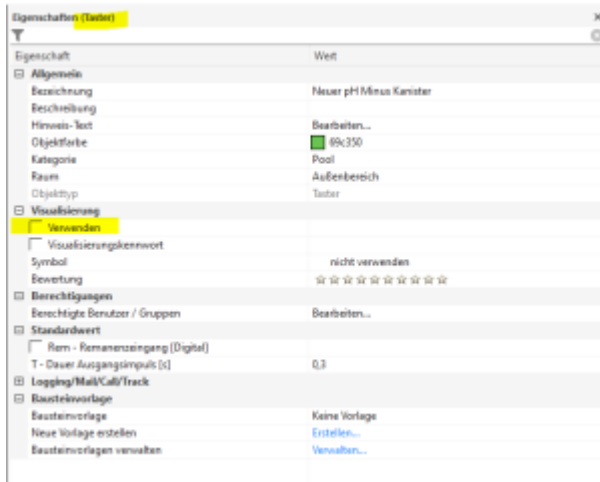 Eigenschaften (Taster)
Eigenschaft Wert
Allgemein
Bezeichnung Neuer pH Minus Kanister
Beschreibung
Hinweis-Text Bearbeiten...
Objektfarbe 69c350
Kategorie Pool
Raum Außenbereich
Objekttyp Taster
Visualisierung
Verwenden
Visualisierungskennwort
Symbol nicht verwenden
Bewertung
Berechtigungen
Berechtigte Benutzer / Gruppen Bearbeiten...
Standardwert
Rem - Remanenzeingang (Digital)
T - Dauer Ausgangsimpuls [s] 0,3
Logging/Mail/Call/Track
Bausteinvorlage
Bausteinvorlage Keine Vorlage
Neue Vorlage erstellen Erstellen...
Bausteinvorlagen verwalten Verwalten...